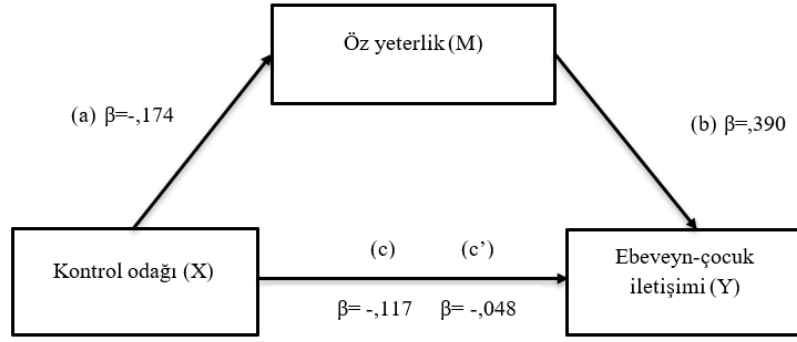 Öz yeterlik (M)
(a) β=-,174
(b) β=,390
Kontrol odağı (X)
(c) (c’)
β= -,117 β= -,048
Ebeveyn-çocuk
iletişimi (Y)